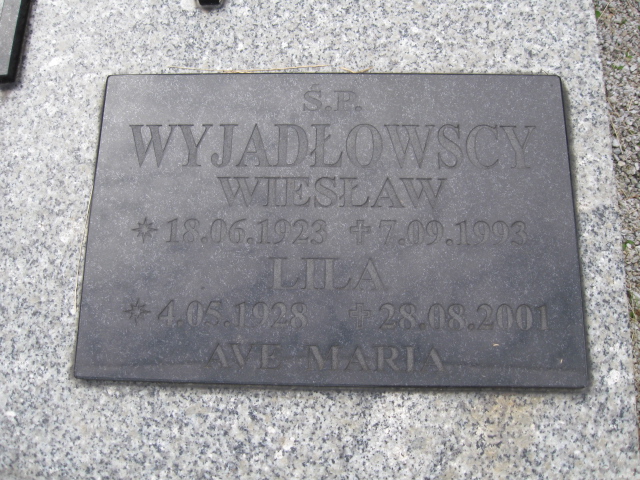 Ś.P.
WYJADŁOWSCY
WIESŁAW
* 18.06.1923 † 7.09.1993
LILA
* 4.05.1928 † 28.08.2001
AVE MARIA